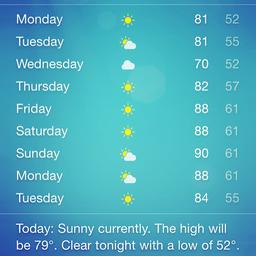 Monday 81 52
Tuesday 81 55
Wednesday 70 52
Thursday 82 57
Friday 88 61
Saturday 88 61
Sunday 90 61
Monday 88 61
Tuesday 84 55
Today: Sunny currently. The high will
be 79°. Clear tonight with a low of 52°.